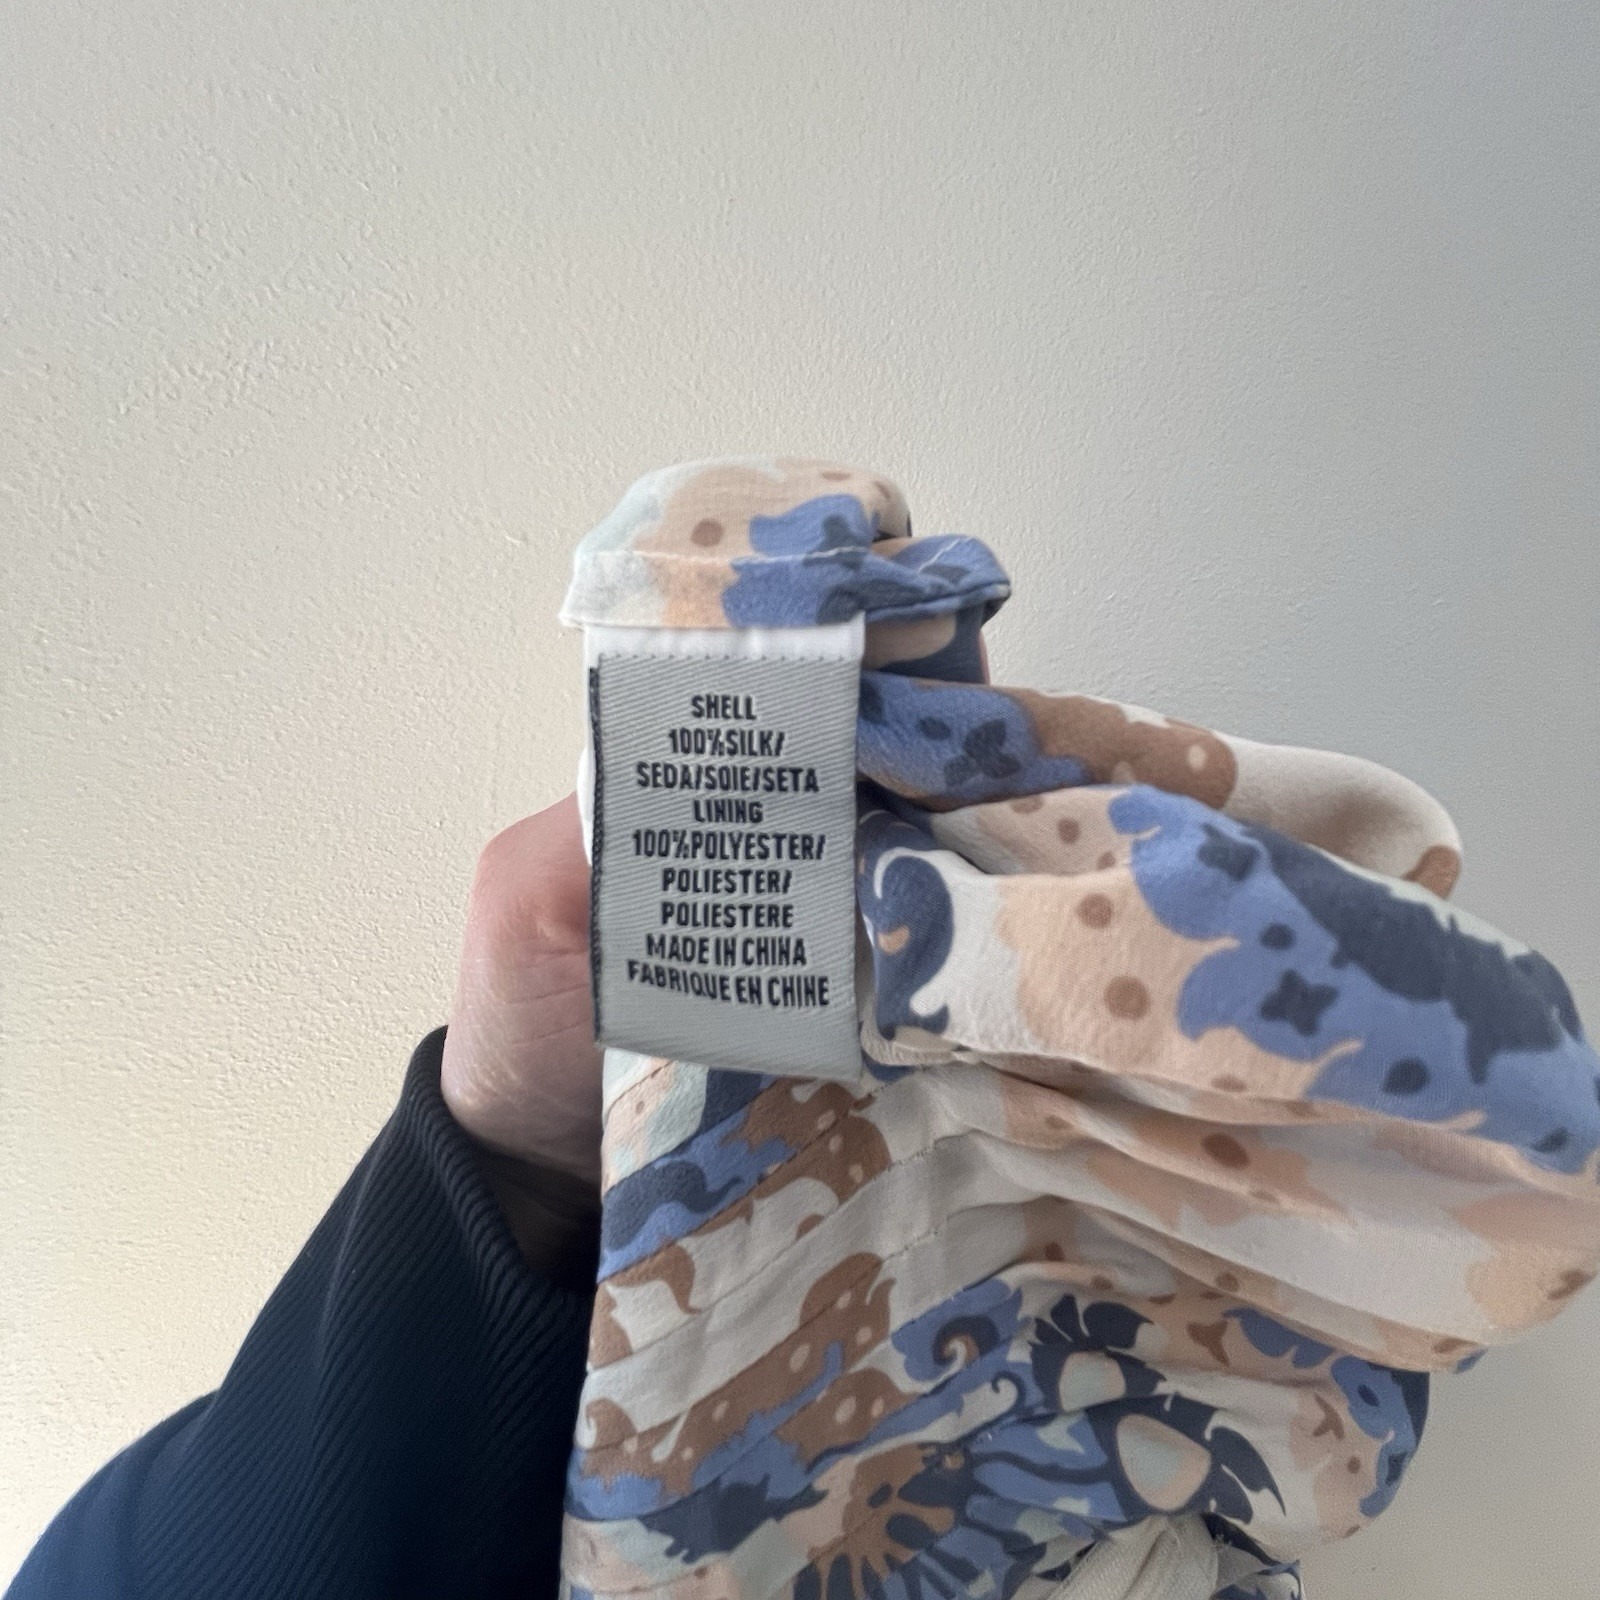 SHELL
100%SILK/
SEDA/SOIE/SETA
LINING
100%POLYESTER/
POLIESTER/
POLIESTERE
MADE IN CHINA
FABRIQUE EN CHINE